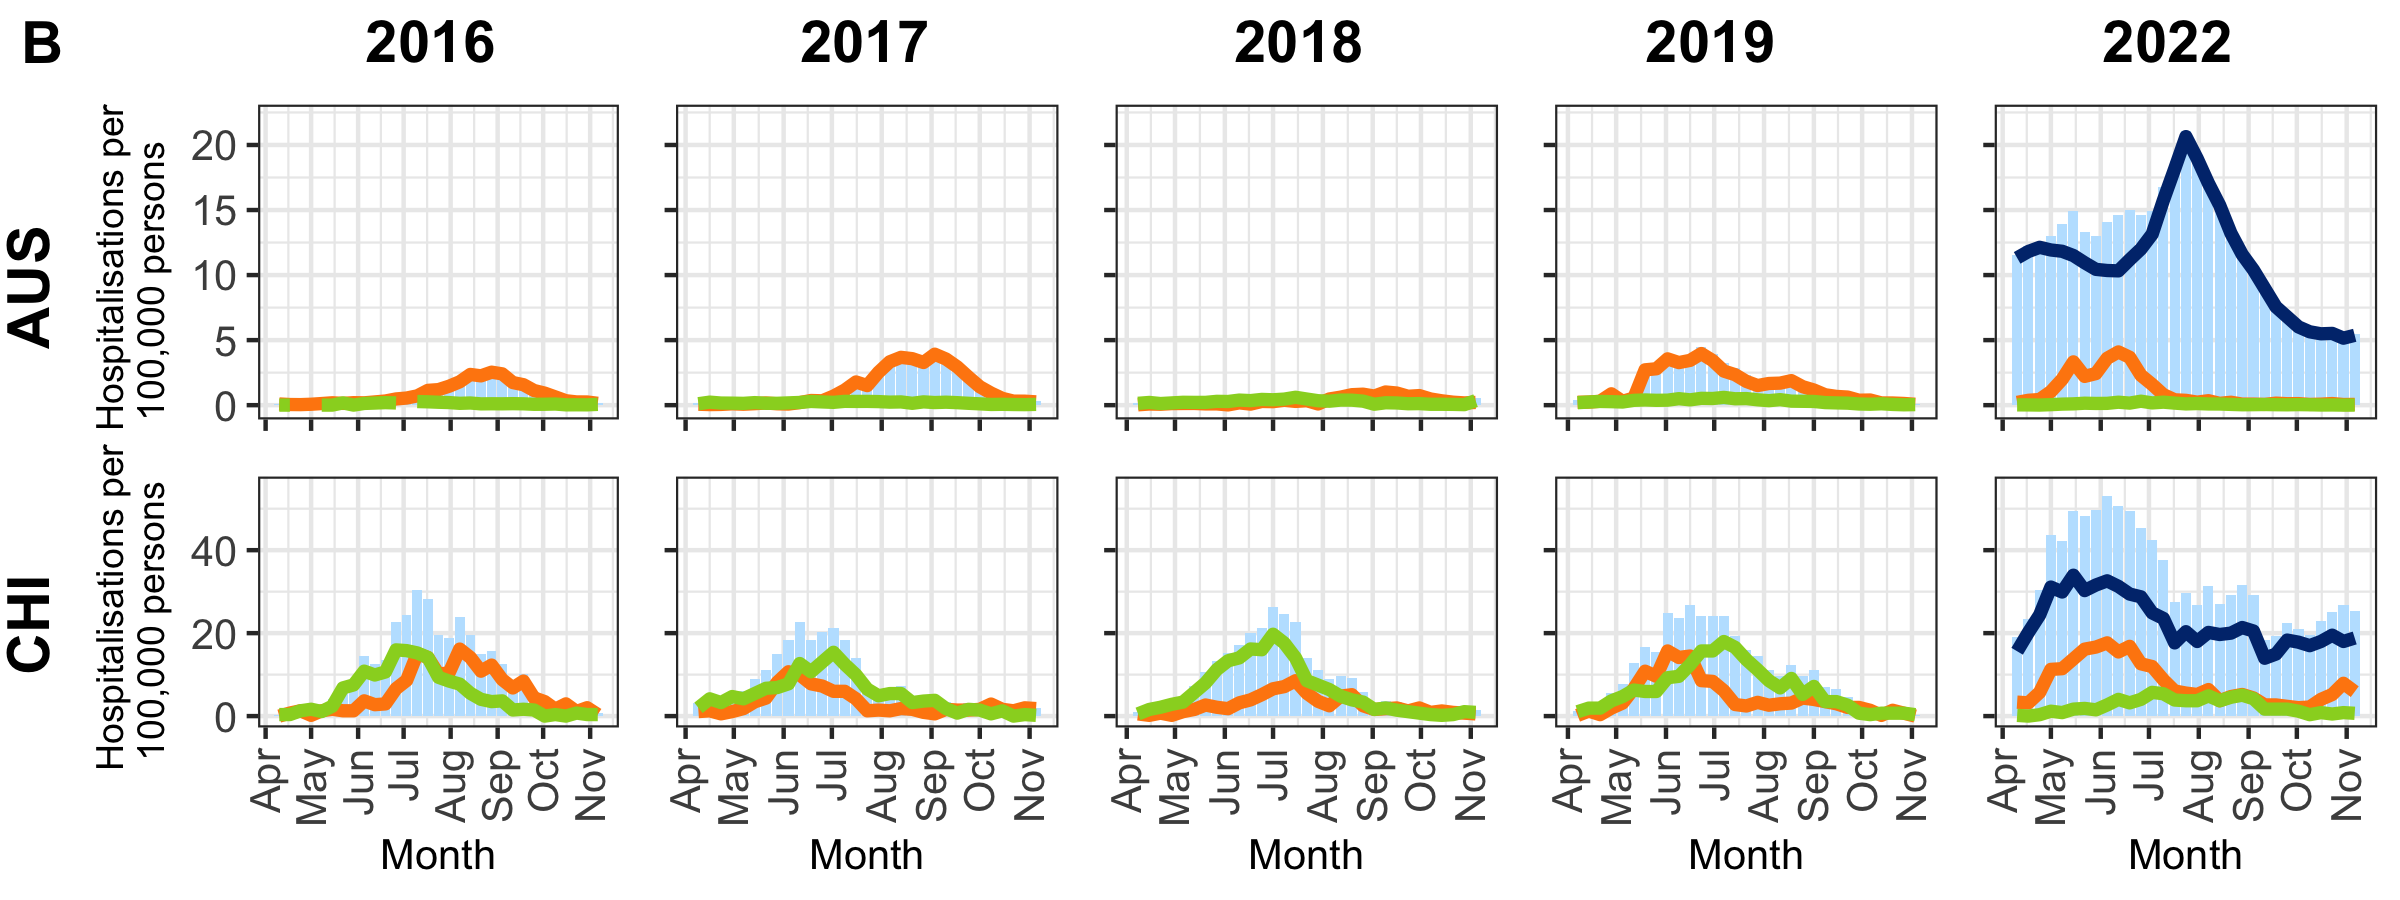 B
2016 2017 2018 2019 2022
AUS
Hospitalisations per
100,000 persons
20
15
10
5
0
CHI
Hospitalisations per
100,000 persons
40
20
0
Apr May Jun Jul Aug Sep Oct Nov
Apr May Jun Jul Aug Sep Oct Nov
Apr May Jun Jul Aug Sep Oct Nov
Apr May Jun Jul Aug Sep Oct Nov
Apr May Jun Jul Aug Sep Oct Nov
Month Month Month Month Month